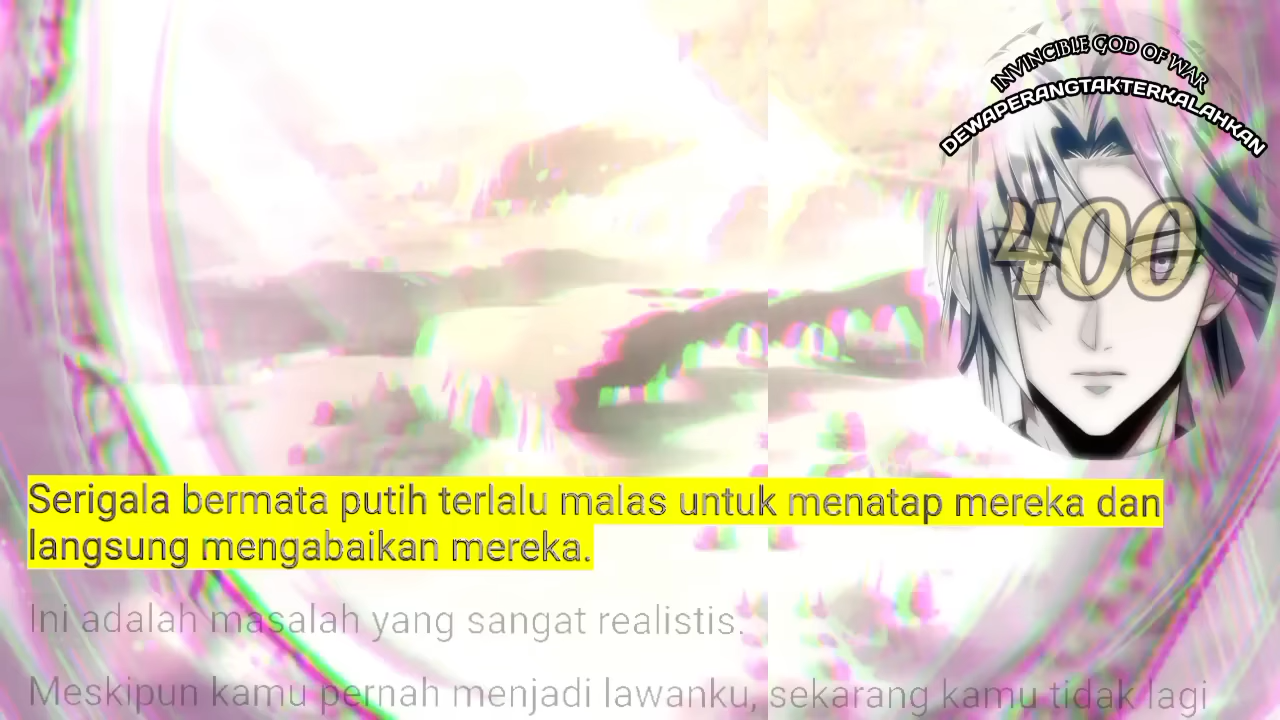 INVINCIBLE GOD OF WAR
DEWAPERANGTAKTERKALAHKAN
400
Serigala bermata putih terlalu malas untuk menatap mereka dan
langsung mengabaikan mereka.
Ini adalah masalah yang sangat realistis.
Meskipun kamu pernah menjadi lawanku, sekarang kamu tidak lagi